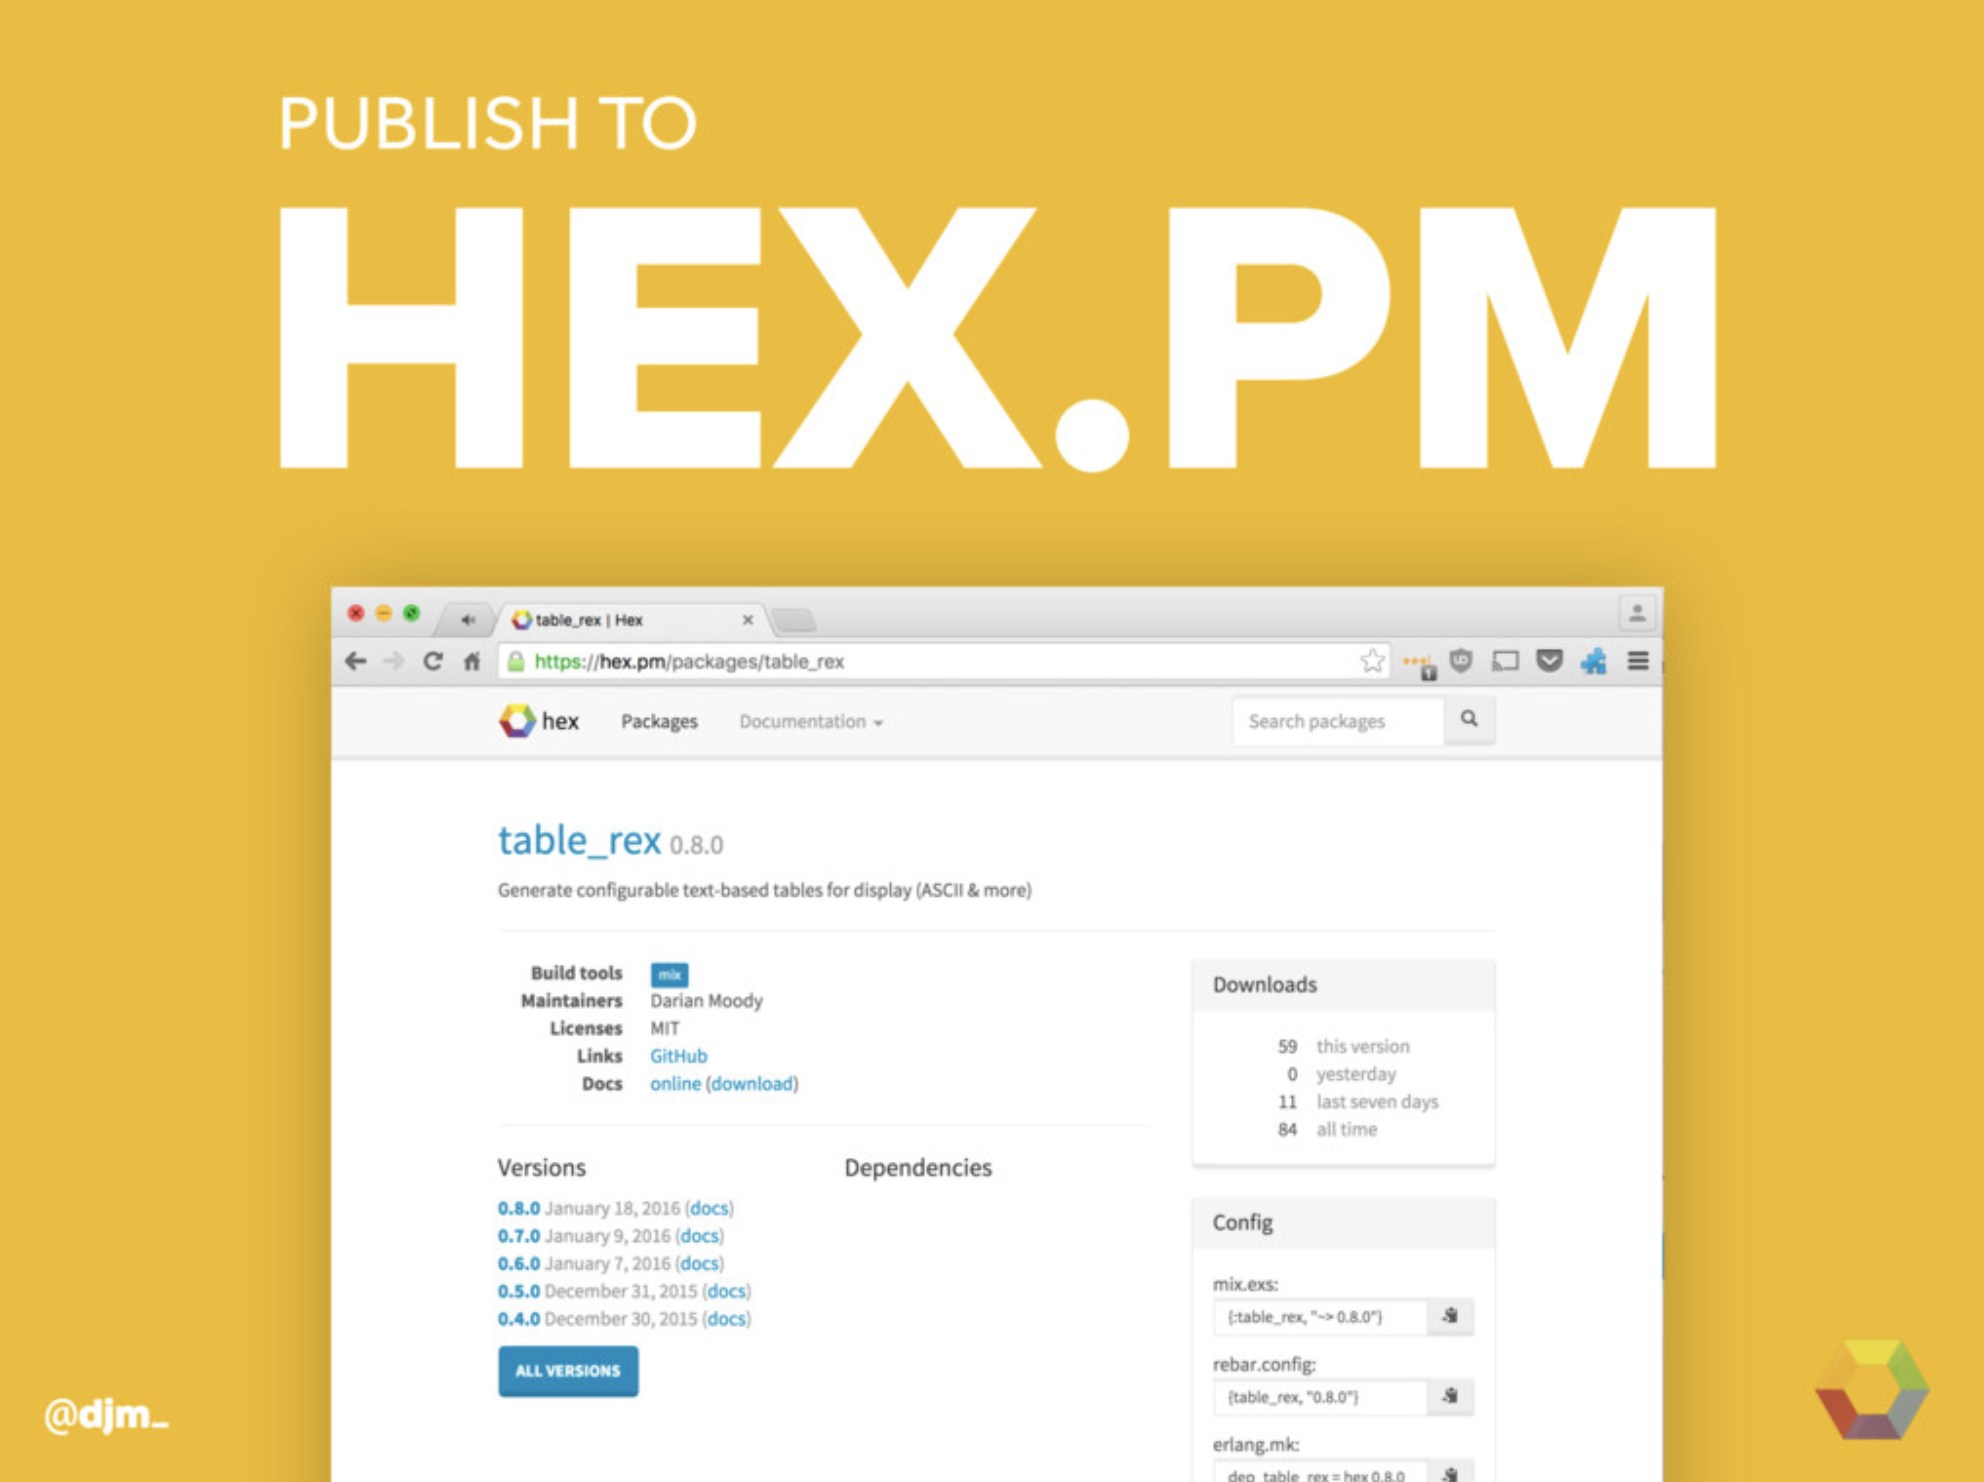 PUBLISH TO
HEX.PM
table_rex | Hex
https://hex.pm/packages/table_rex
1
hex Packages Documentation Search packages
table_rex 0.8.0
Generate configurable text-based tables for display (ASCII & more)
Build tools mix
Maintainers Darian Moody
Licenses MIT
Links GitHub
Docs online (download)
Downloads
59 this version
0 yesterday
11 last seven days
84 all time
Versions
0.8.0 January 18, 2016 (docs)
0.7.0 January 9, 2016 (docs)
0.6.0 January 7, 2016 (docs)
0.5.0 December 31, 2015 (docs)
0.4.0 December 30, 2015 (docs)
ALL VERSIONS
Dependencies
Config
mix.exs:
{:table_rex, "~> 0.8.0"}
rebar.config:
{table_rex, "0.8.0"}
erlang.mk:
dep_table_rex = hex 0.8.0
@djm_